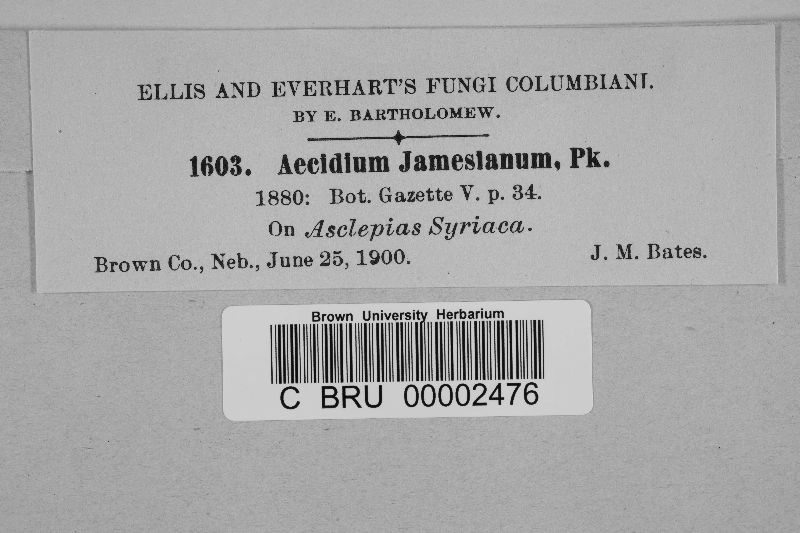 ELLIS AND EVERHART'S FUNGI COLUMBIANI.
BY E. BARTHOLOMEW.
1603. Aecidium Jamesianum, Pk.
1880: Bot. Gazette V. p. 34.
On Asclepias Syriaca.
Brown Co., Neb., June 25, 1900. J. M. Bates.
Brown University Herbarium
C BRU 00002476